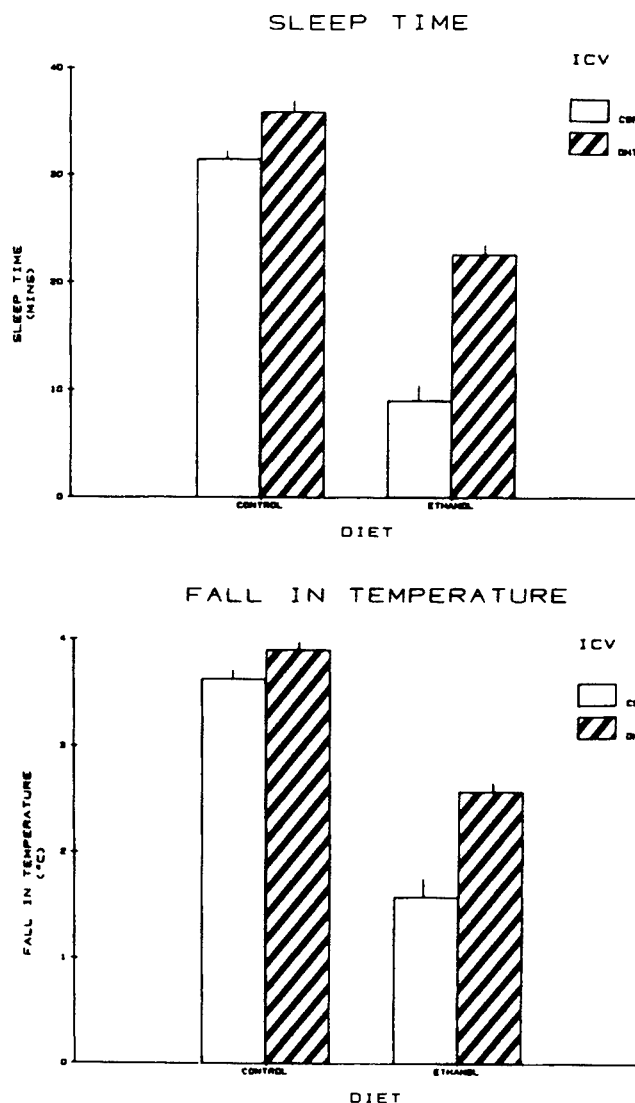 SLEEP TIME
ICV
40
30
20
10
0
SLEEP TIME
(MINS)
CONTROL
ETHANOL
DIET
FALL IN TEMPERATURE
ICV
4
3
2
1
0
FALL IN TEMPERATURE
(°C)
CONTROL
ETHANOL
DIET